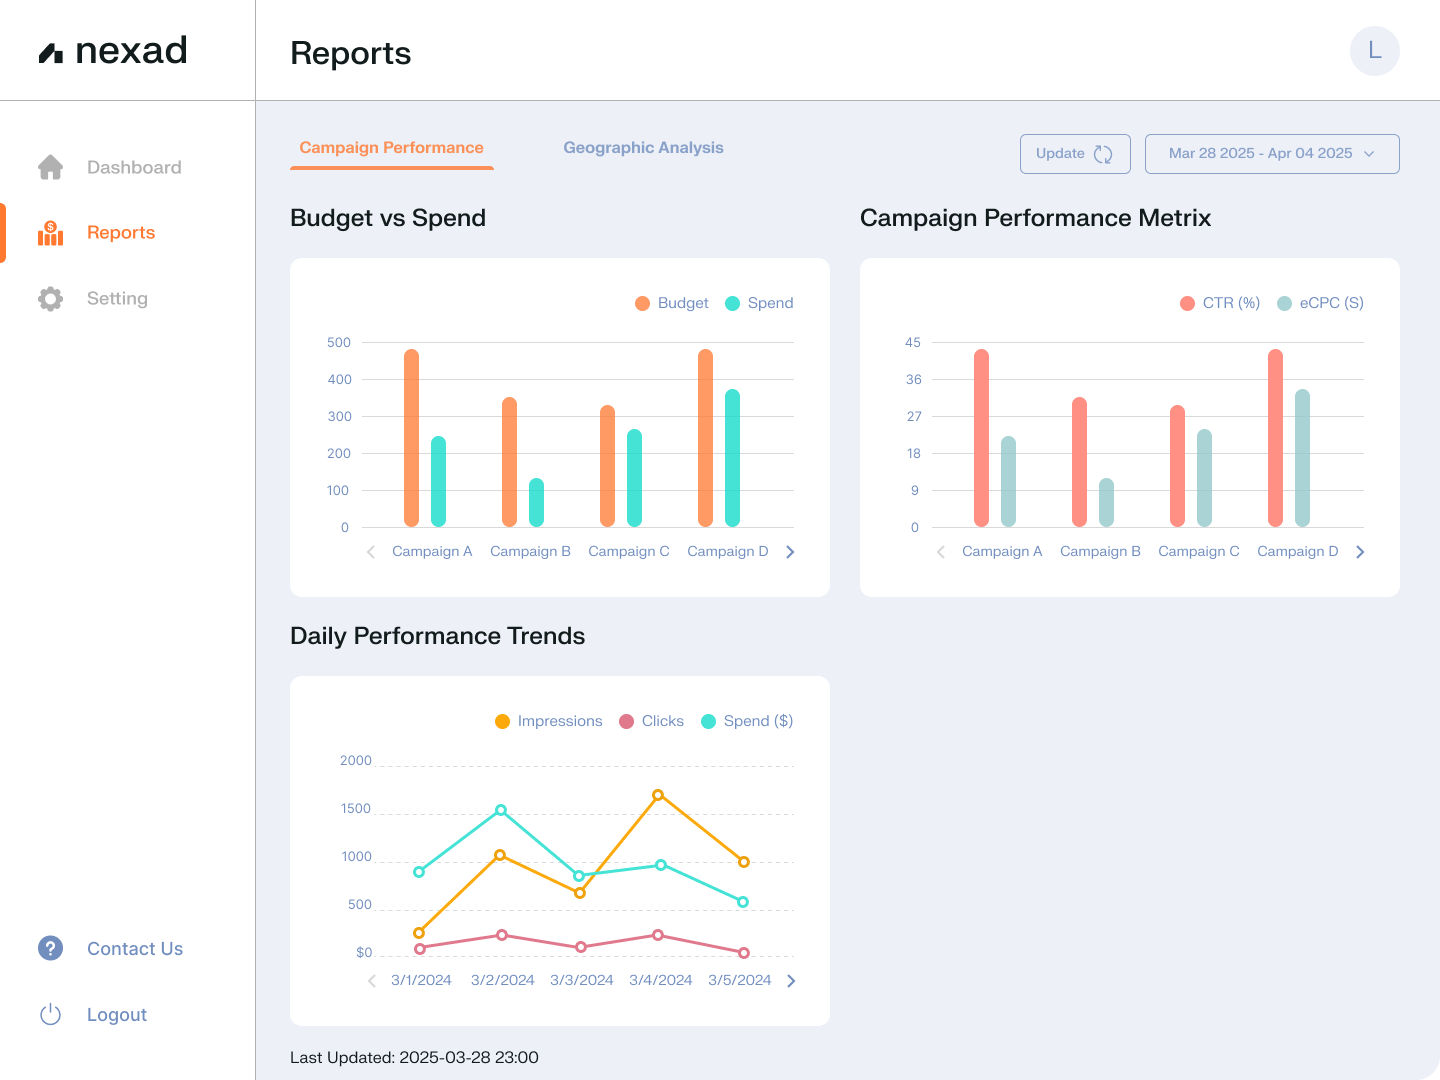 nexad
Reports
L
Dashboard
Reports
Setting
Contact Us
Logout
Campaign Performance
Geographic Analysis
Update
Mar 28 2025 - Apr 04 2025
Budget vs Spend
Budget Spend
500
400
300
200
100
0
Campaign A Campaign B Campaign C Campaign D
Campaign Performance Metrix
CTR (%) eCPC (S)
45
36
27
18
9
0
Campaign A Campaign B Campaign C Campaign D
Daily Performance Trends
Impressions Clicks Spend ($)
2000
1500
1000
500
$0
3/1/2024 3/2/2024 3/3/2024 3/4/2024 3/5/2024
Last Updated: 2025-03-28 23:00